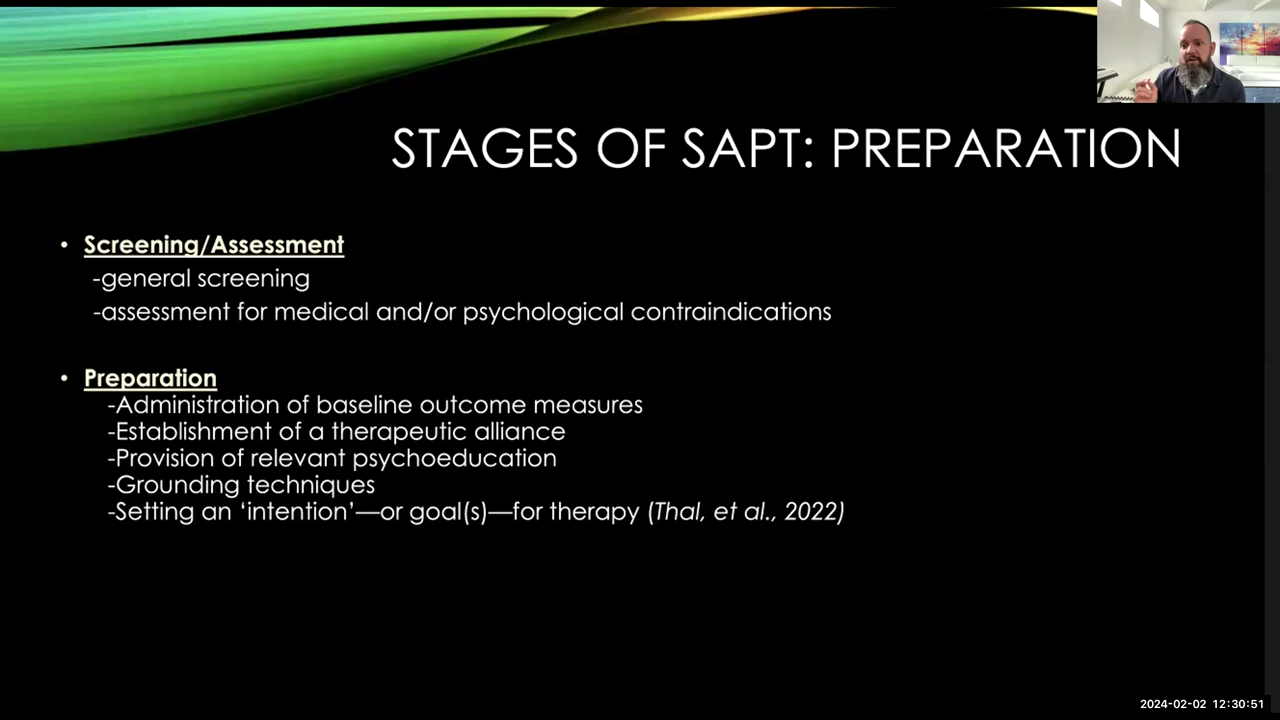 STAGES OF SAPT: PREPARATION
• Screening/Assessment
-general screening
-assessment for medical and/or psychological contraindications
• Preparation
-Administration of baseline outcome measures
-Establishment of a therapeutic alliance
-Provision of relevant psychoeducation
-Grounding techniques
-Setting an ‘intention’—or goal(s)—for therapy (Thal, et al., 2022)
2024-02-02 12:30:51